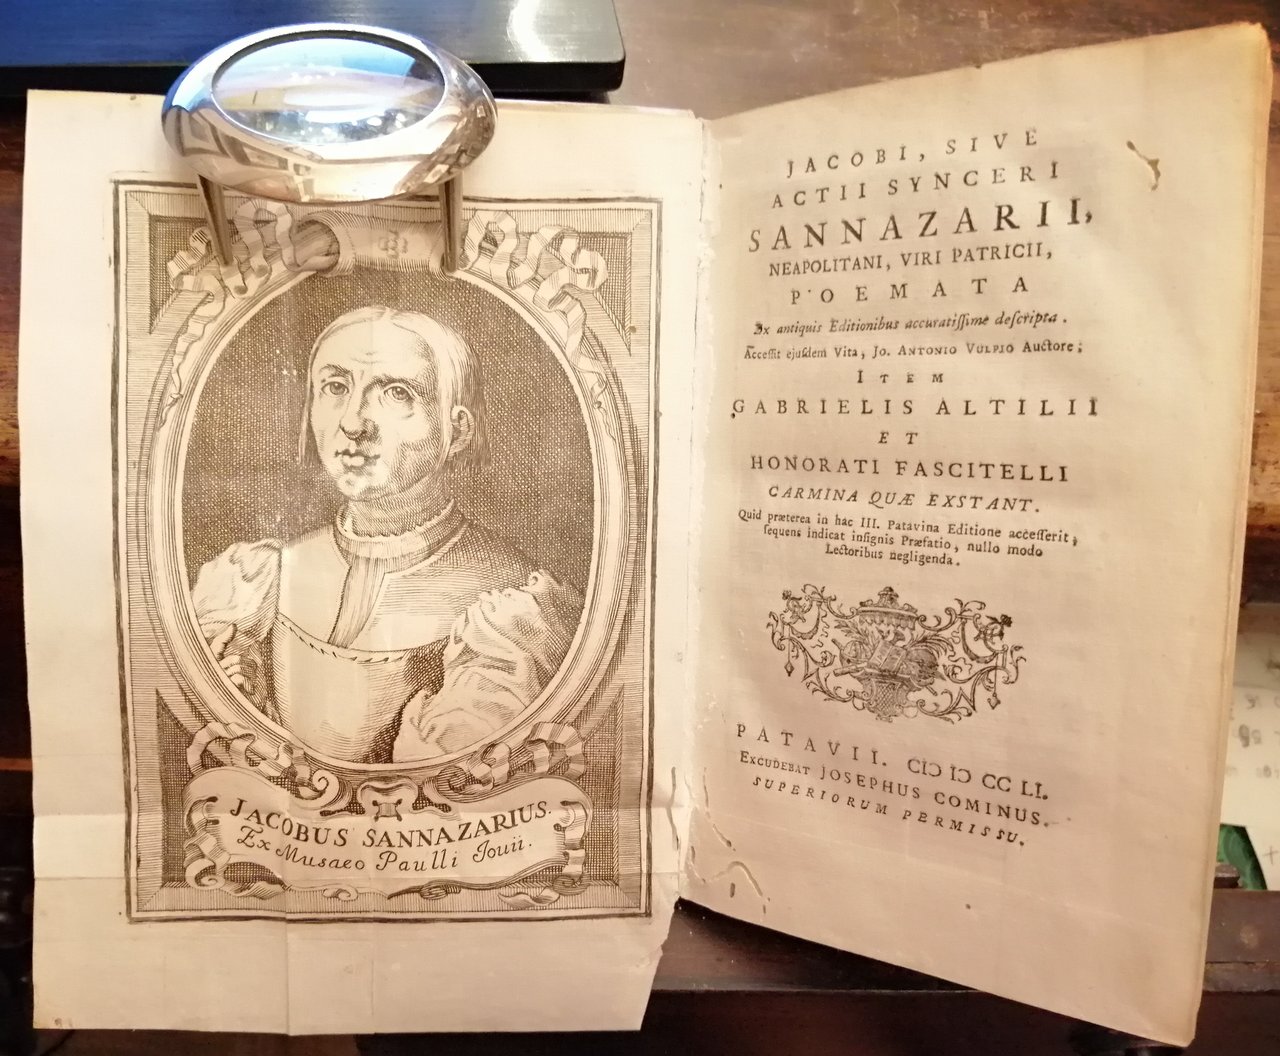 JACOBUS SANNAZARIUS.
Ex Musaeo Paulli Jouii.
JACOBI, SIVE
ACTII SYNCERI
SANNAZARII,
NEAPOLITANI, VIRI PATRICII,
POEMATA
Ex antiquis Editionibus accuratiſſime deſcripta.
Acceſſit ejuſdem Vita, Jo. ANTONIO VULPIO Auctore;
ITEM
GABRIELIS ALTILII
ET
HONORATI FASCITELLI
CARMINA QUÆ EXSTANT.
Quid præterea in hac III. Patavina Editione acceſſerit,
ſequens indicat inſignis Præfatio, nullo modo
Lectoribus negligenda.
PATAVII. CIↃ IↃ CC LI.
EXCUDEBAT JOSEPHUS COMINUS.
SUPERIORUM PERMISSU.